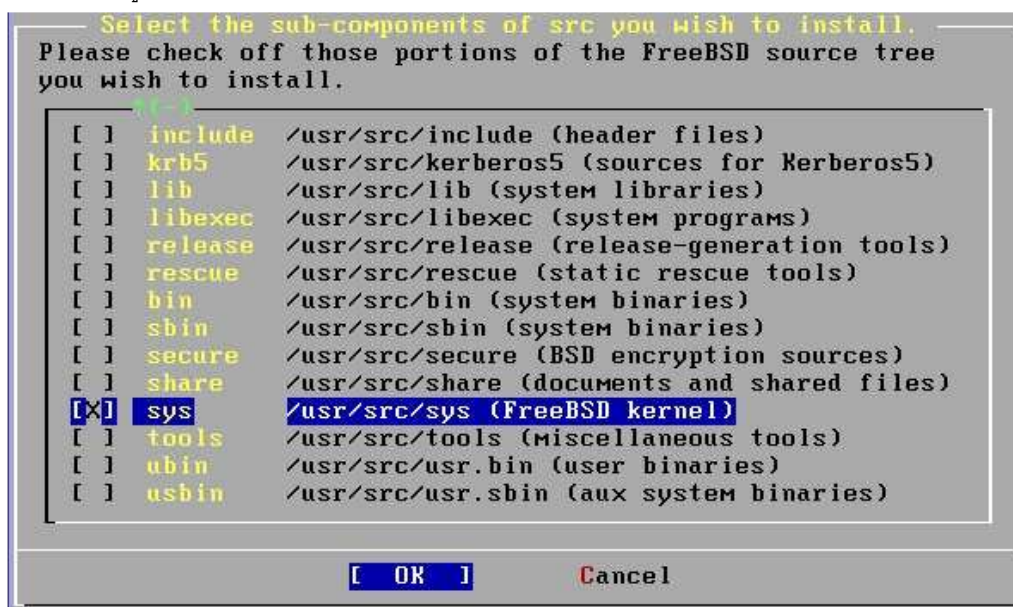 Select the sub-components of src you wish to install.
Please check off those portions of the FreeBSD source tree
you wish to install.
↑(-)
[ ] include /usr/src/include (header files)
[ ] krb5 /usr/src/kerberos5 (sources for Kerberos5)
[ ] lib /usr/src/lib (system libraries)
[ ] libexec /usr/src/libexec (system programs)
[ ] release /usr/src/release (release-generation tools)
[ ] rescue /usr/src/rescue (static rescue tools)
[ ] bin /usr/src/bin (system binaries)
[ ] sbin /usr/src/sbin (system binaries)
[ ] secure /usr/src/secure (BSD encryption sources)
[ ] share /usr/src/share (documents and shared files)
[X] sys /usr/src/sys (FreeBSD kernel)
[ ] tools /usr/src/tools (miscellaneous tools)
[ ] ubin /usr/src/usr.bin (user binaries)
[ ] usbin /usr/src/usr.sbin (aux system binaries)
[ OK ] Cancel